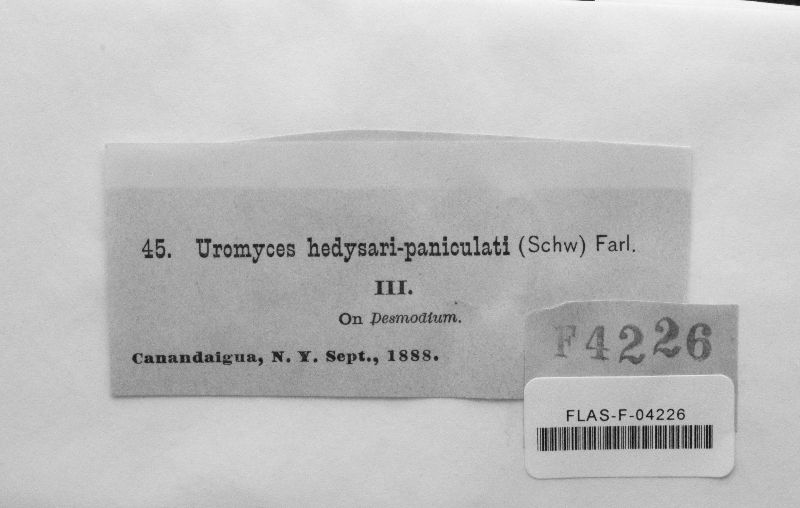 45. Uromyces hedysari-paniculati (Schw) Farl.
III.
On Desmodium.
Canandaigua, N. Y. Sept., 1888.
F4226
FLAS-F-04226